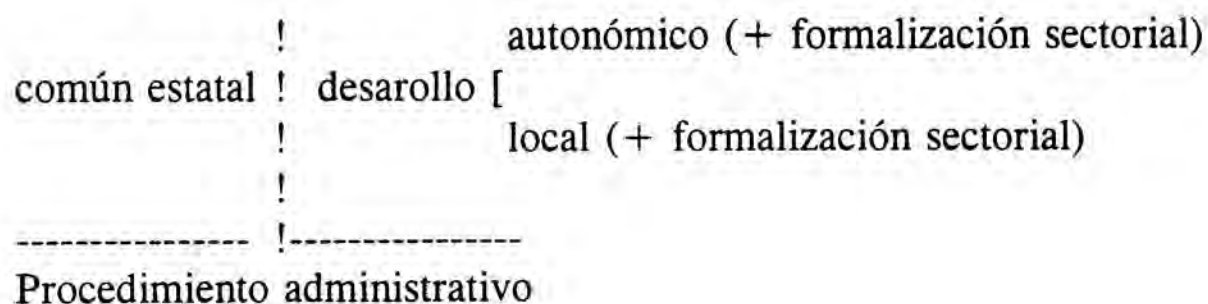 ! autonómico (+ formalización sectorial)
común estatal ! desarollo [
! local (+ formalización sectorial)
!
---------------- !----------------
Procedimiento administrativo